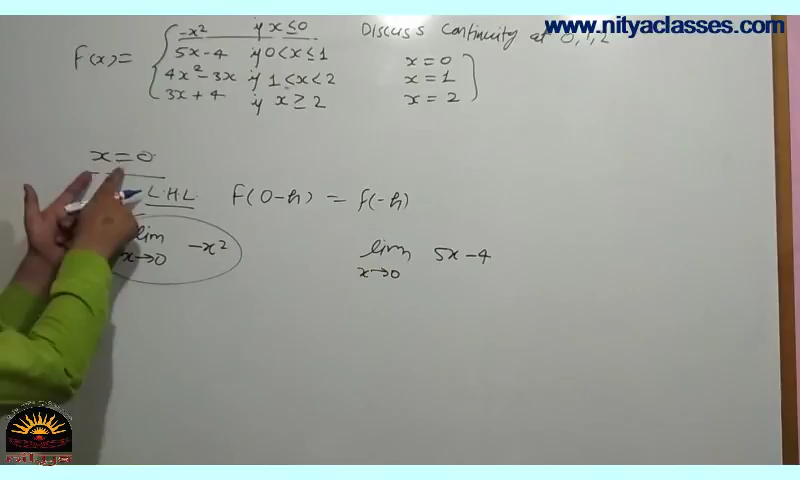 www.nityaclasses.com
F(x) = { -x² if x ≤ 0 Discuss Continuity at 0, 1, 2
5x-4 if 0 < x ≤ 1 x = 0
4x² - 3x if 1 < x < 2 x = 1
3x + 4 if x ≥ 2 x = 2
x = 0
L.H.L. F(0-h) = f(-h)
lim x→0 -x² lim x→0 5x-4
nitya